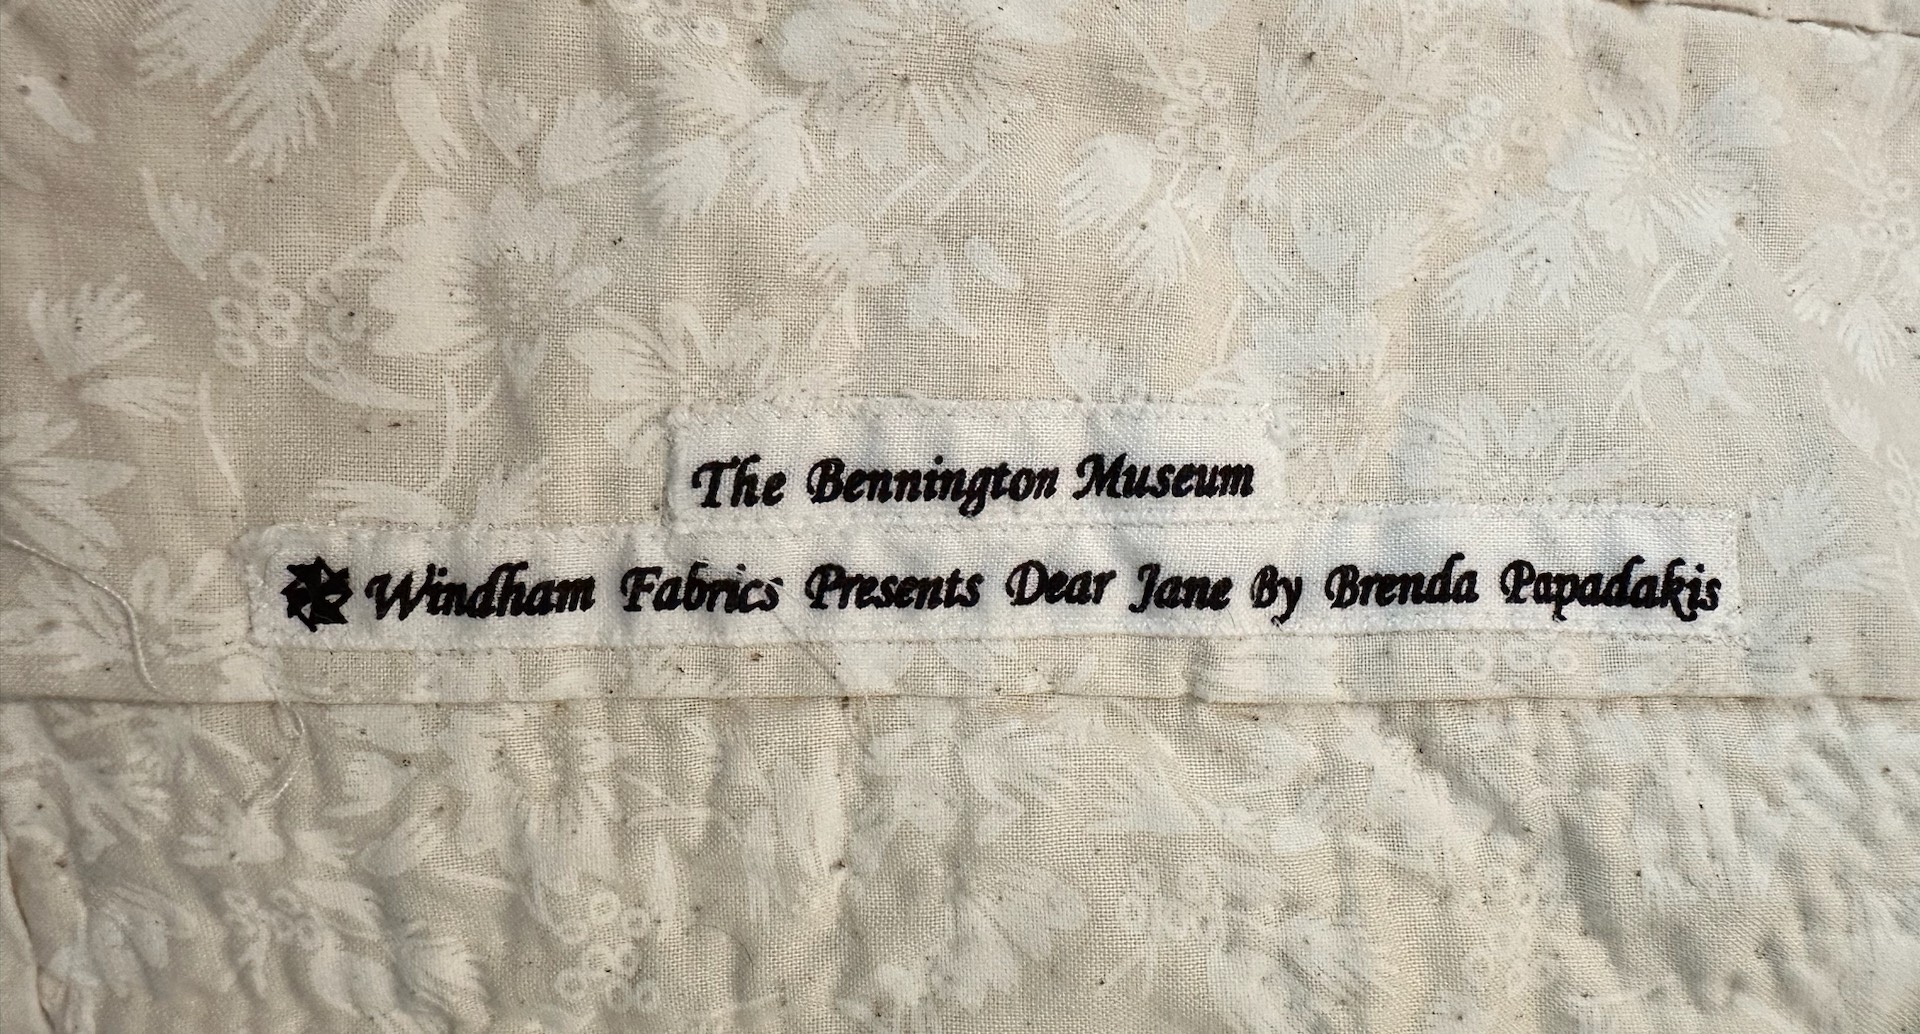 The Bennington Museum
Windham Fabrics Presents Dear Jane By Brenda Papadakis